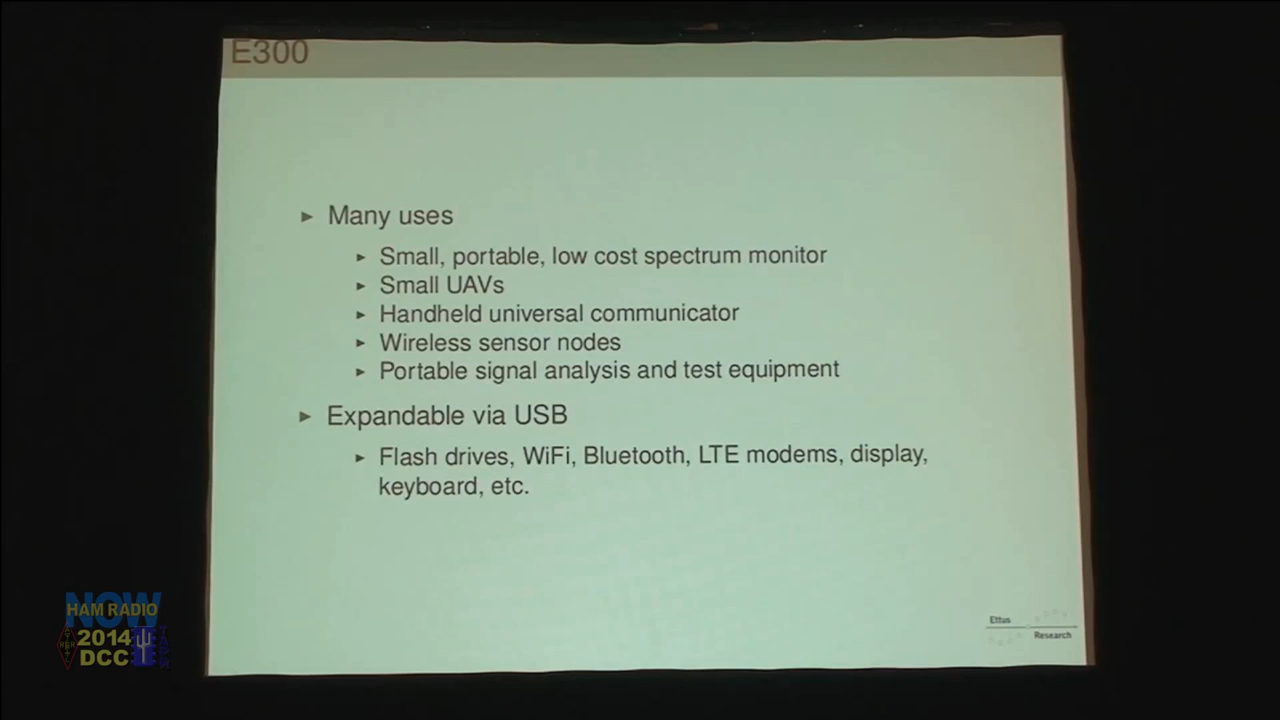 E300
Many uses
Small, portable, low cost spectrum monitor
Small UAVs
Handheld universal communicator
Wireless sensor nodes
Portable signal analysis and test equipment
Expandable via USB
Flash drives, WiFi, Bluetooth, LTE modems, display,
keyboard, etc.
Ettus
Research
NOW
HAM RADIO
2014
DCC